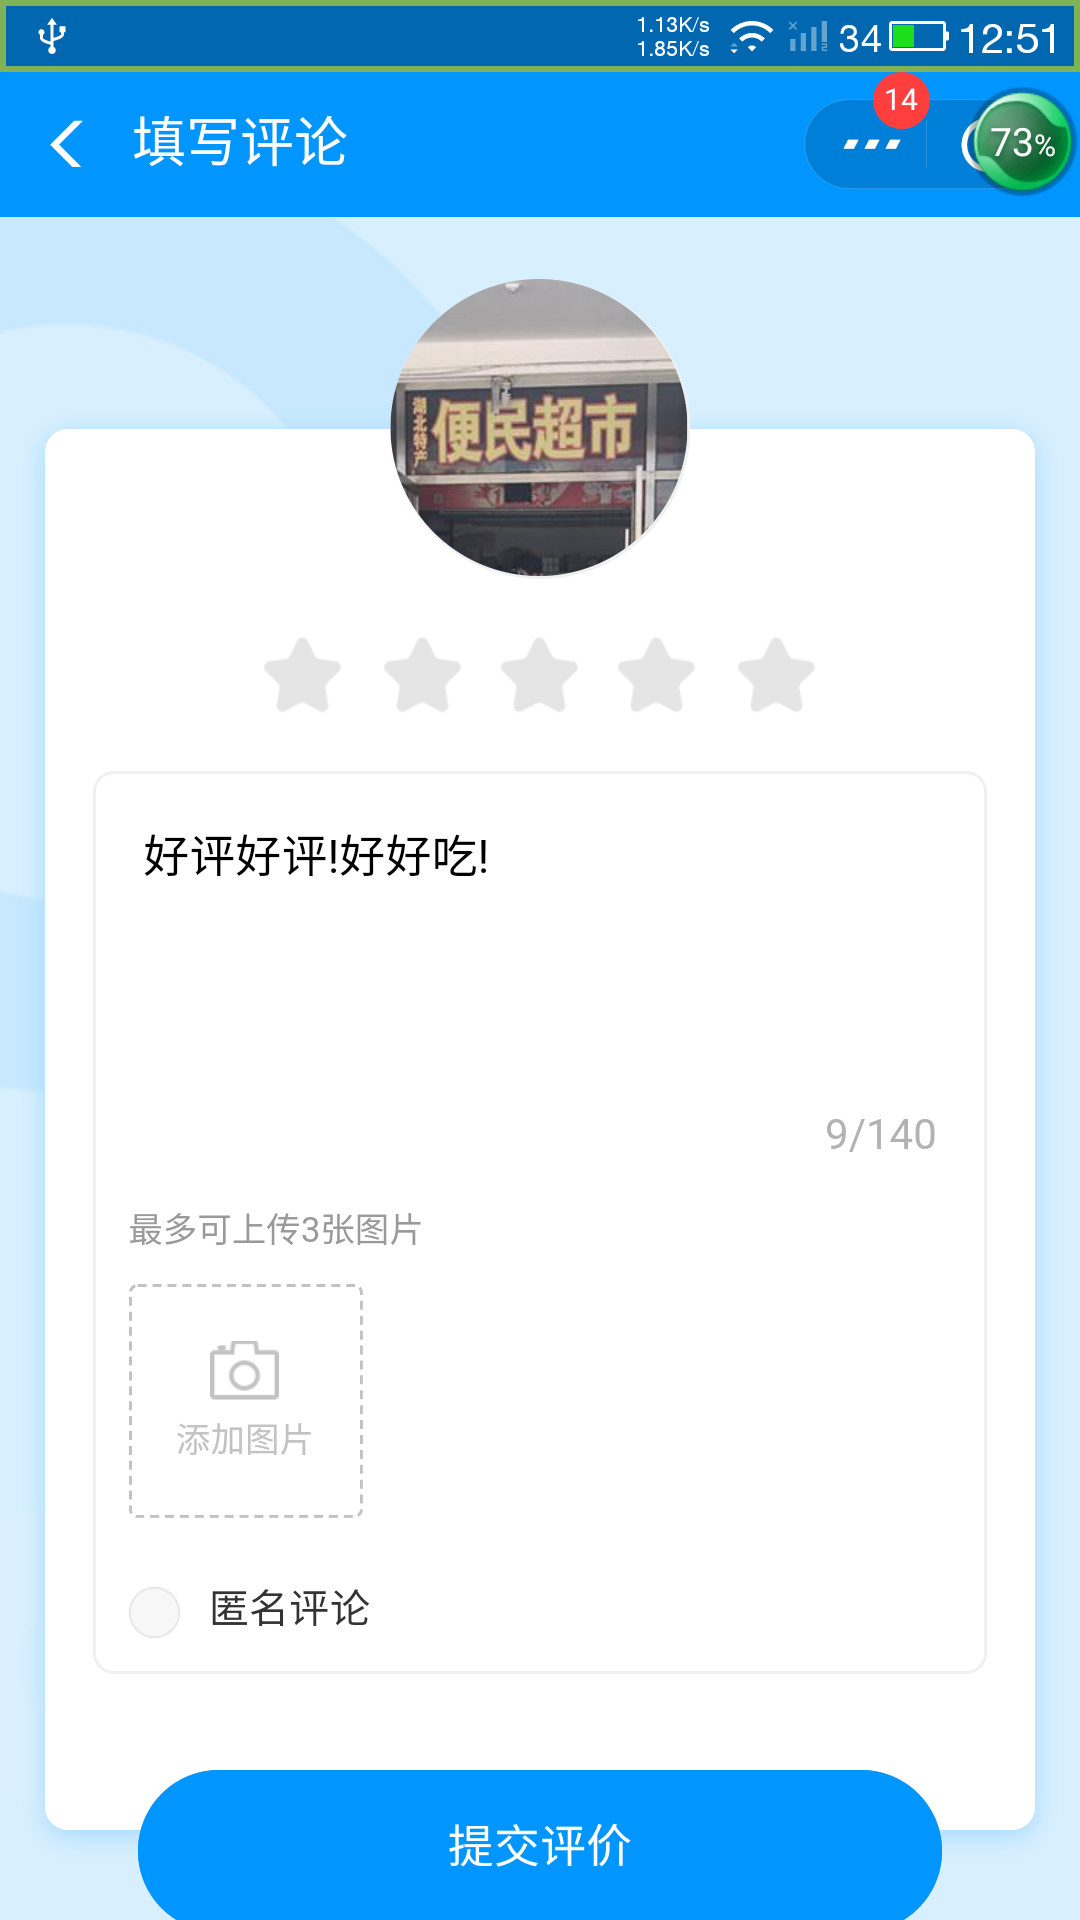 1.13K/s
1.85K/s
34
12:51
填写评论
14
73%
湖北特产
便民超市
好评好评!好好吃!
9/140
最多可上传3张图片
添加图片
匿名评论
提交评价